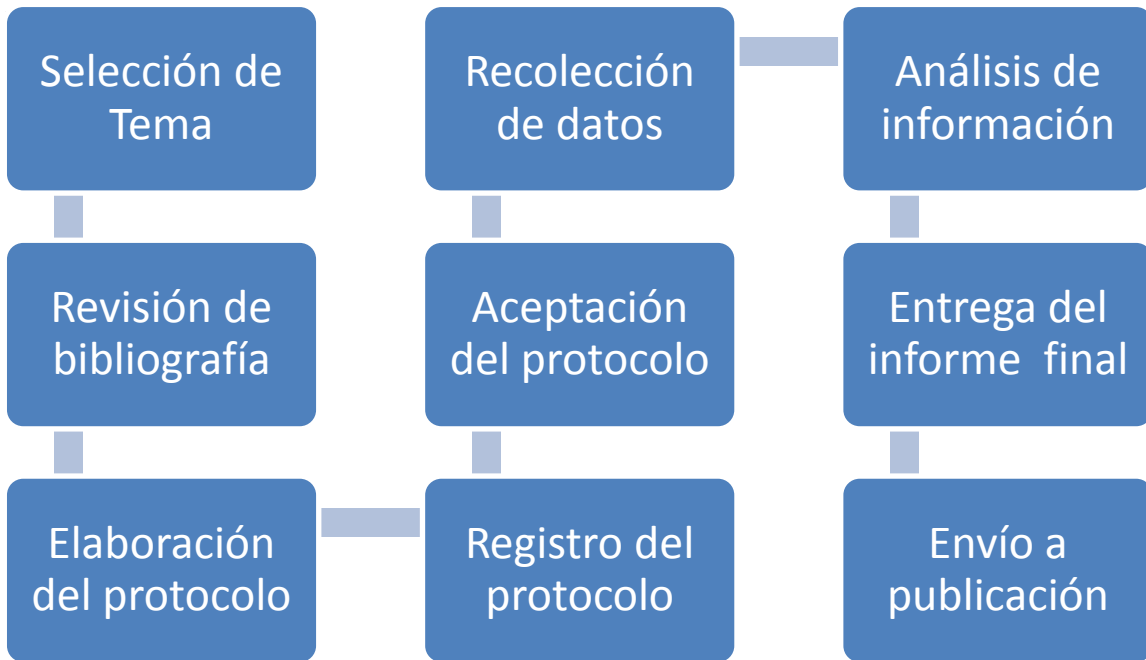 Selección de
Tema
Revisión de
bibliografía
Elaboración
del protocolo
Registro del
protocolo
Aceptación
del protocolo
Recolección
de datos
Análisis de
información
Entrega del
informe  final
Envío a
publicación